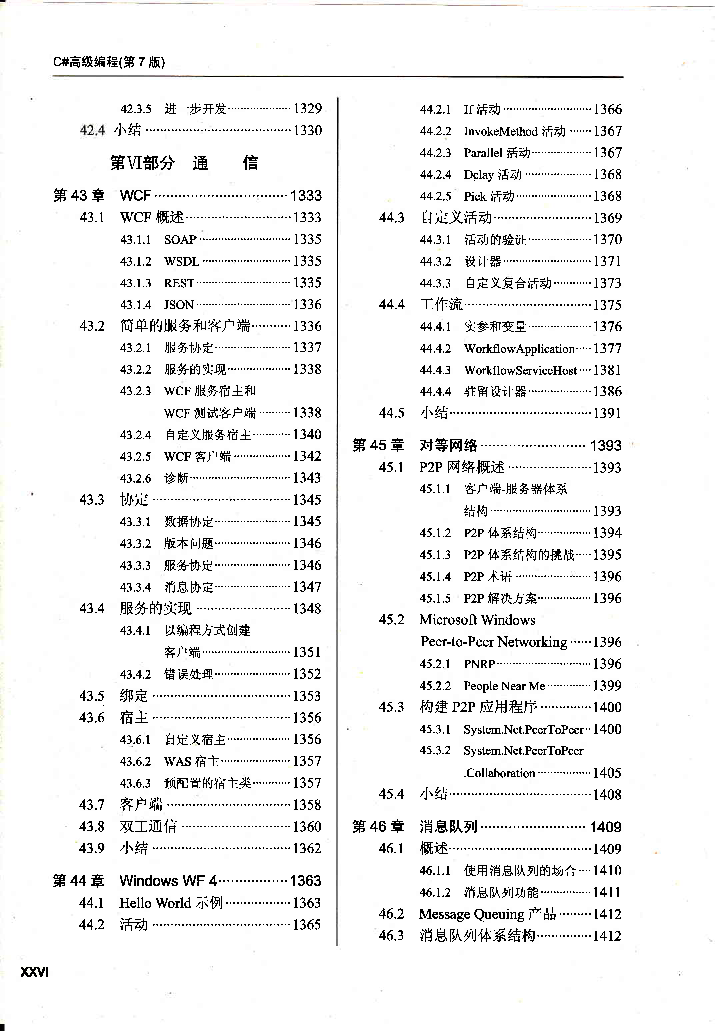 C#高级编程(第 7 版)
42.3.5 进一步开发 1329
42.4 小结 1330
第Ⅵ部分 通 信
第 43 章 WCF 1333
43.1 WCF 概述 1333
43.1.1 SOAP 1335
43.1.2 WSDL 1335
43.1.3 REST 1335
43.1.4 JSON 1336
43.2 简单的服务和客户端 1336
43.2.1 服务协定 1337
43.2.2 服务的实现 1338
43.2.3 WCF 服务宿主和
WCF 测试客户端 1338
43.2.4 自定义服务宿主 1340
43.2.5 WCF 客户端 1342
43.2.6 诊断 1343
43.3 协定 1345
43.3.1 数据协定 1345
43.3.2 版本问题 1346
43.3.3 服务协定 1346
43.3.4 消息协定 1347
43.4 服务的实现 1348
43.4.1 以编程方式创建
客户端 1351
43.4.2 错误处理 1352
43.5 绑定 1353
43.6 宿主 1356
43.6.1 自定义宿主 1356
43.6.2 WAS 宿主 1357
43.6.3 预配置的宿主类 1357
43.7 客户端 1358
43.8 双工通信 1360
43.9 小结 1362
第 44 章 Windows WF 4 1363
44.1 Hello World 示例 1363
44.2 活动 1365
44.2.1 If 活动 1366
44.2.2 InvokeMethod 活动 1367
44.2.3 Parallel 活动 1367
44.2.4 Delay 活动 1368
44.2.5 Pick 活动 1368
44.3 自定义活动 1369
44.3.1 活动的验证 1370
44.3.2 设计器 1371
44.3.3 自定义复合活动 1373
44.4 工作流 1375
44.4.1 实参和变量 1376
44.4.2 WorkflowApplication 1377
44.4.3 WorkflowServiceHost 1381
44.4.4 驻留设计器 1386
44.5 小结 1391
第 45 章 对等网络 1393
45.1 P2P 网络概述 1393
45.1.1 客户端-服务器体系
结构 1393
45.1.2 P2P 体系结构 1394
45.1.3 P2P 体系结构的挑战 1395
45.1.4 P2P 术语 1396
45.1.5 P2P 解决方案 1396
45.2 Microsoft Windows
Peer-to-Peer Networking 1396
45.2.1 PNRP 1396
45.2.2 People Near Me 1399
45.3 构建 P2P 应用程序 1400
45.3.1 System.Net.PeerToPeer 1400
45.3.2 System.Net.PeerToPeer
.Collaboration 1405
45.4 小结 1408
第 46 章 消息队列 1409
46.1 概述 1409
46.1.1 使用消息队列的场合 1410
46.1.2 消息队列功能 1411
46.2 Message Queuing 产品 1412
46.3 消息队列体系结构 1412
XXVI